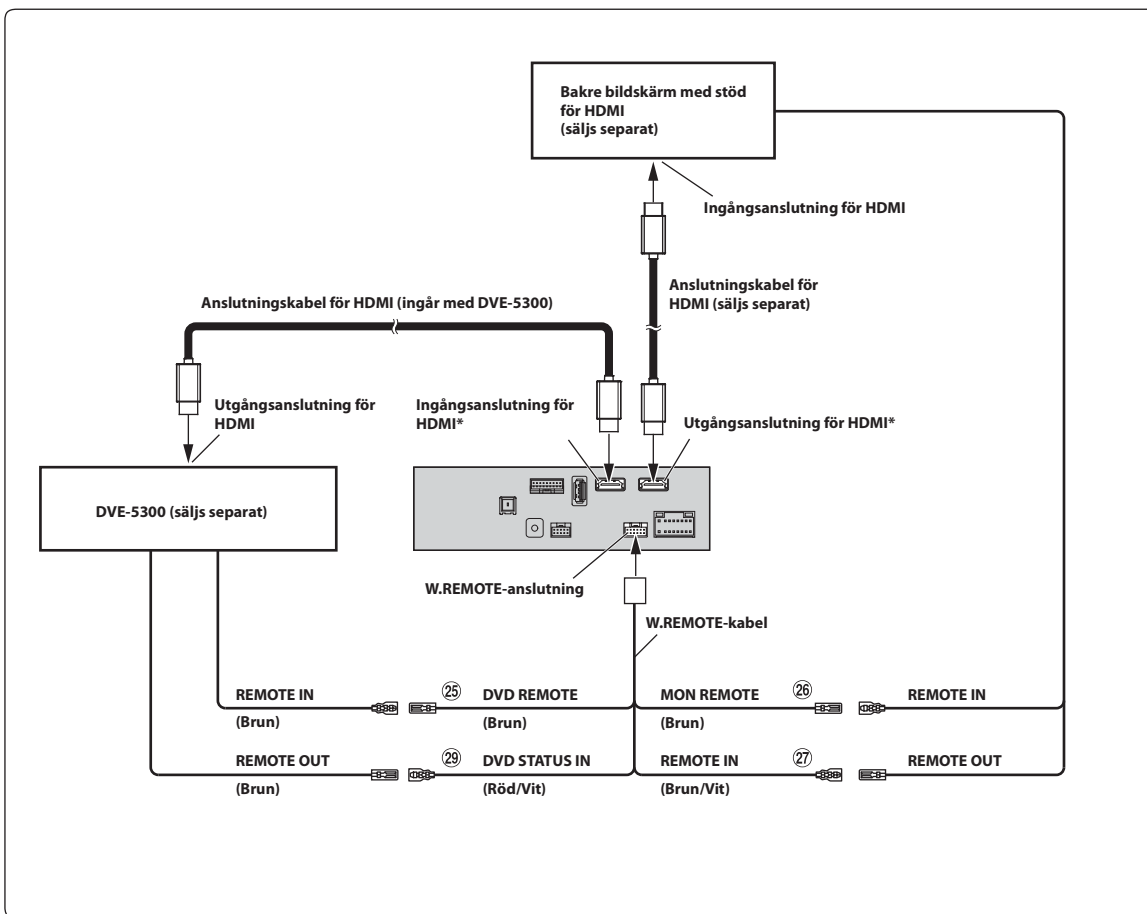 Bakre bildskärm med stöd
för HDMI
(säljs separat)
Ingångsanslutning för HDMI
Anslutningskabel för
HDMI (säljs separat)
Anslutningskabel för HDMI (ingår med DVE-5300)
Utgångsanslutning för
HDMI
Ingångsanslutning för
HDMI*
Utgångsanslutning för HDMI*
DVE-5300 (säljs separat)
W.REMOTE-anslutning
W.REMOTE-kabel
REMOTE IN
(Brun)
㉕
DVD REMOTE
(Brun)
MON REMOTE
(Brun)
㉖
REMOTE IN
REMOTE OUT
(Brun)
㉙
DVD STATUS IN
(Röd/Vit)
REMOTE IN
(Brun/Vit)
㉗
REMOTE OUT